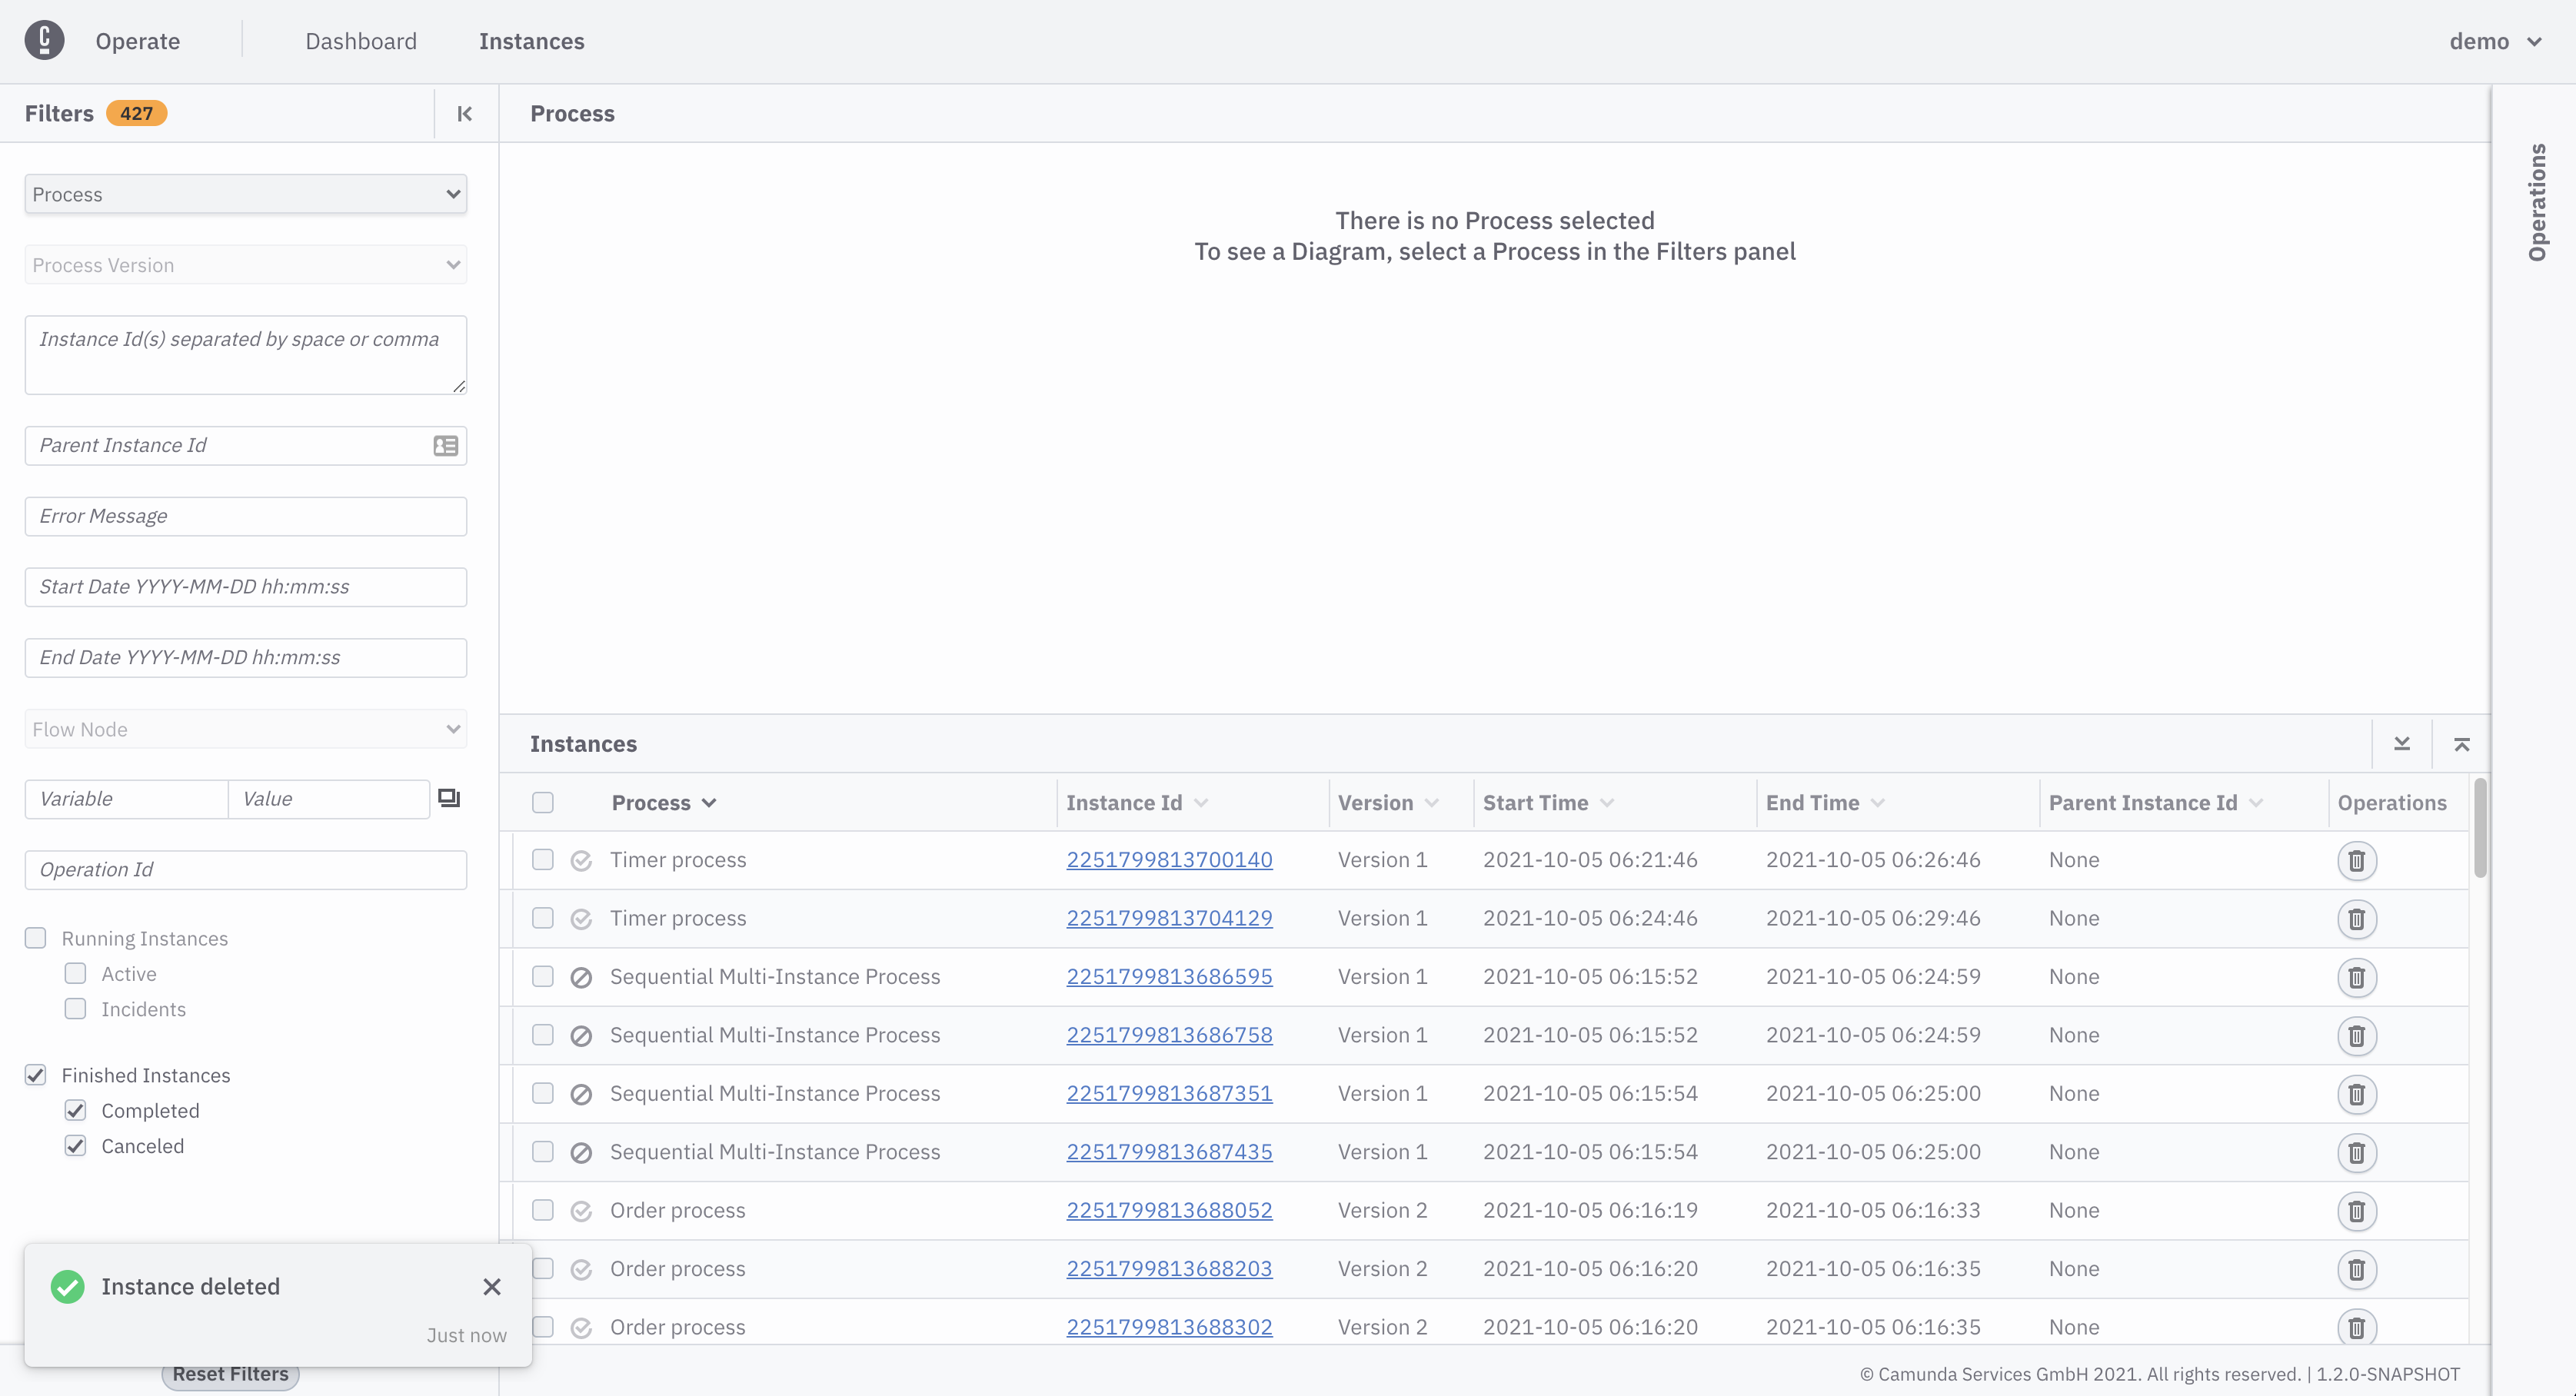 Operate
Dashboard
Instances
demo
Filters 427
Process
Process Version
Instance Id(s) separated by space or comma
Parent Instance Id
Error Message
Start Date YYYY-MM-DD hh:mm:ss
End Date YYYY-MM-DD hh:mm:ss
Flow Node
Variable Value
Operation Id
Running Instances
Active
Incidents
Finished Instances
Completed
Canceled
Instance deleted
Just now
Reset Filters
Process
There is no Process selected
To see a Diagram, select a Process in the Filters panel
Instances
Process Instance Id Version Start Time End Time Parent Instance Id Operations
Timer process 2251799813700140 Version 1 2021-10-05 06:21:46 2021-10-05 06:26:46 None
Timer process 2251799813704129 Version 1 2021-10-05 06:24:46 2021-10-05 06:29:46 None
Sequential Multi-Instance Process 2251799813686595 Version 1 2021-10-05 06:15:52 2021-10-05 06:24:59 None
Sequential Multi-Instance Process 2251799813686758 Version 1 2021-10-05 06:15:52 2021-10-05 06:24:59 None
Sequential Multi-Instance Process 2251799813687351 Version 1 2021-10-05 06:15:54 2021-10-05 06:25:00 None
Sequential Multi-Instance Process 2251799813687435 Version 1 2021-10-05 06:15:54 2021-10-05 06:25:00 None
Order process 2251799813688052 Version 2 2021-10-05 06:16:19 2021-10-05 06:16:33 None
Order process 2251799813688203 Version 2 2021-10-05 06:16:20 2021-10-05 06:16:35 None
Order process 2251799813688302 Version 2 2021-10-05 06:16:20 2021-10-05 06:16:35 None
© Camunda Services GmbH 2021. All rights reserved. | 1.2.0-SNAPSHOT
Operations